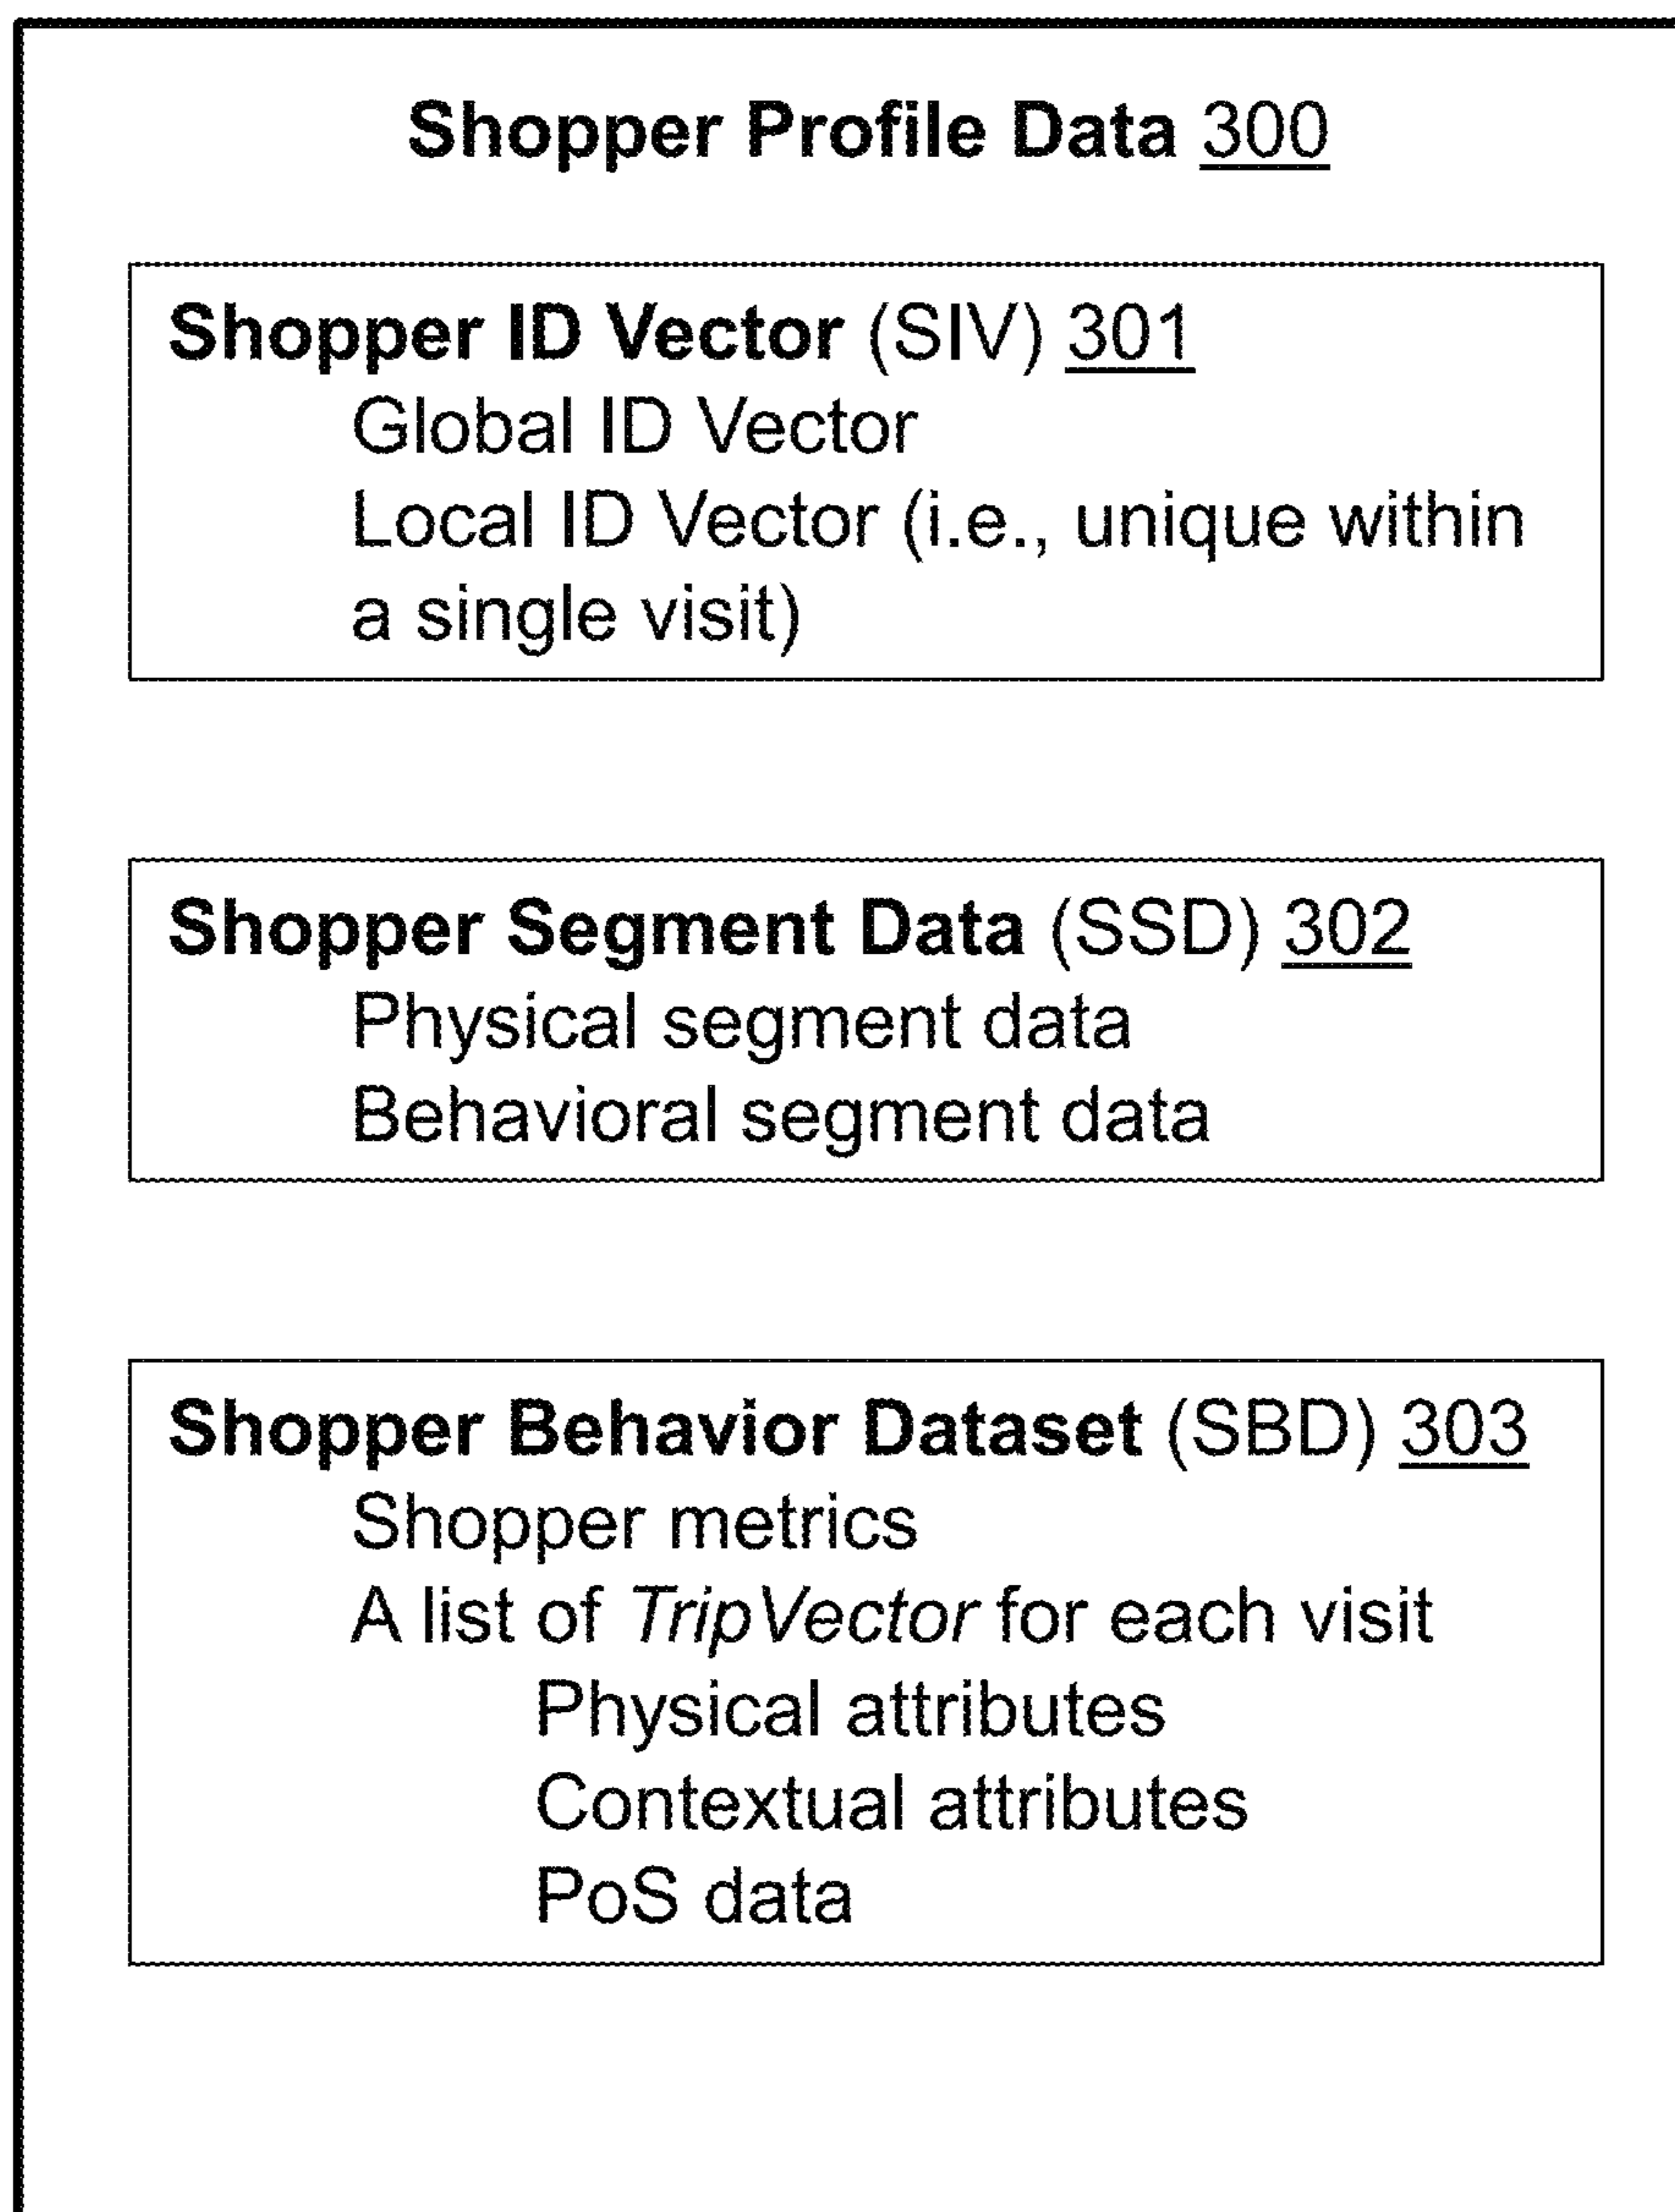 Shopper Profile Data 300
Shopper ID Vector (SIV) 301
Global ID Vector
Local ID Vector (i.e., unique within
a single visit)
Shopper Segment Data (SSD) 302
Physical segment data
Behavioral segment data
Shopper Behavior Dataset (SBD) 303
Shopper metrics
A list of TripVector for each visit
Physical attributes
Contextual attributes
PoS data